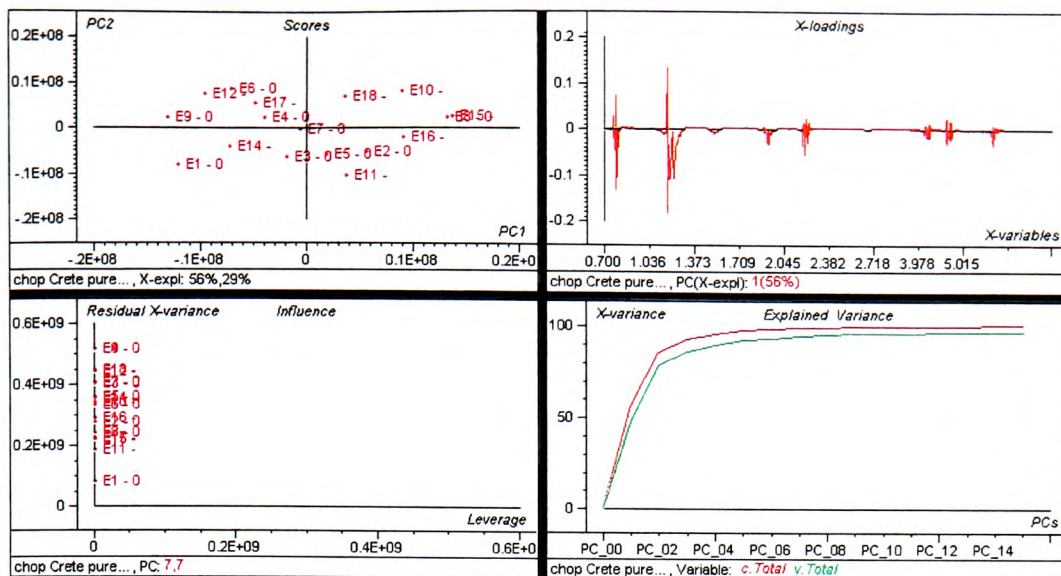 PC2 Scores
0.2E+08
0.1E+08
0
-.1E+08
-.2E+08
E12 -
E6 - 0
E17 -
E9 - 0
E4 - 0
E18 -
E10 -
E7 - 0
E16 -
E14 -
E3 - 0
E5 - 0
E2 - 0
E1 - 0
E11 -
PC1
-.2E+08 -.1E+08 0 0.1E+08 0.2E+0
chop Crete pure..., X-expl: 56%,29%
X-loadings
0.2
0.1
0
-0.1
-0.2
X-variables
0.700 1.036 1.373 1.709 2.045 2.382 2.718 3.978 5.015
chop Crete pure..., PC(X-expl): 1(56%)
Residual X-variance Influence
0.6E+09
0.4E+09
0.2E+09
0
E16 -
E11 -
E1 - 0
Leverage
0 0.2E+09 0.4E+09 0.6E+0
chop Crete pure..., PC: 7,7
X-variance Explained Variance
100
50
0
PCs
PC_00 PC_02 PC_04 PC_06 PC_08 PC_10 PC_12 PC_14
chop Crete pure..., Variable: c.Total v.Total